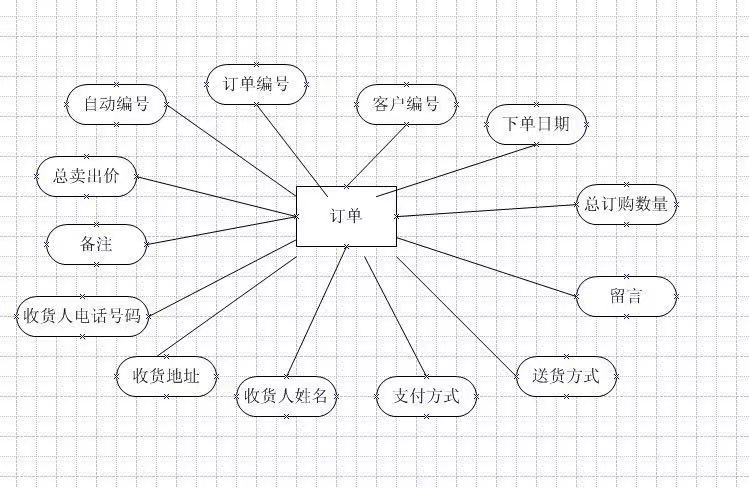 订单编号
自动编号
客户编号
下单日期
总卖出价
总订购数量
订单
备注
留言
收货人电话号码
收货地址
送货方式
收货人姓名
支付方式